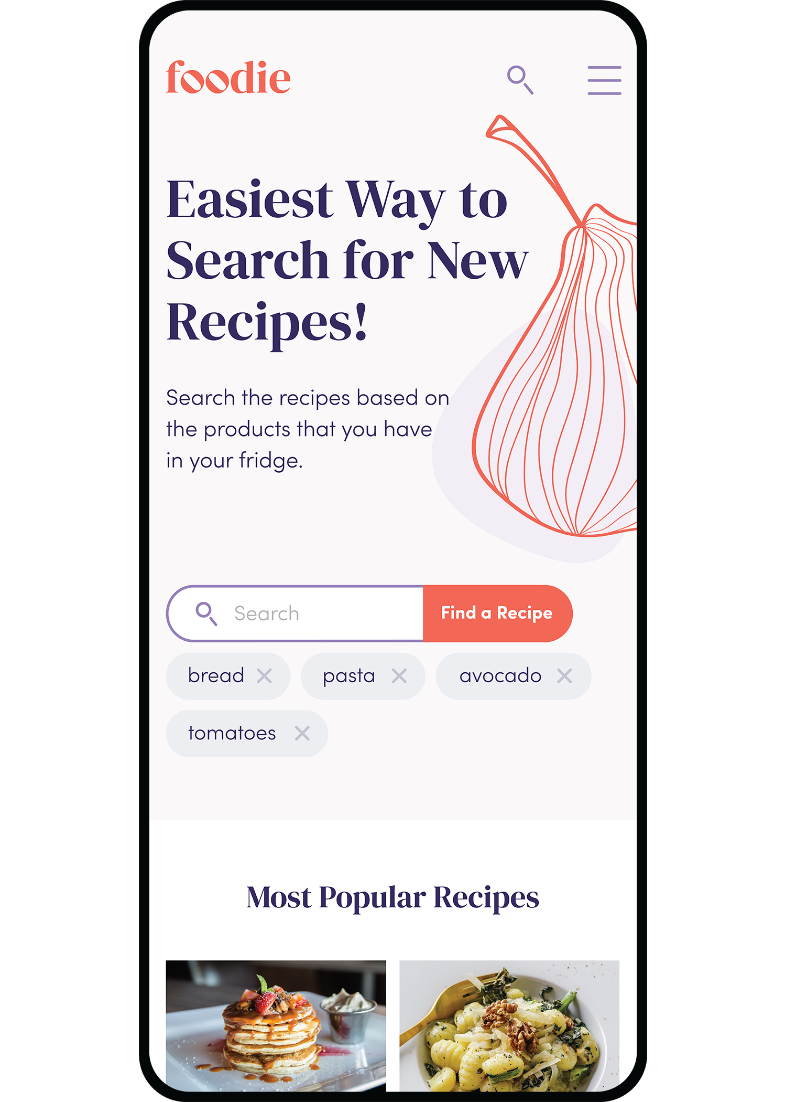 foodie
Easiest Way to
Search for New
Recipes!
Search the recipes based on
the products that you have
in your fridge.
Search
Find a Recipe
bread
pasta
avocado
tomatoes
Most Popular Recipes